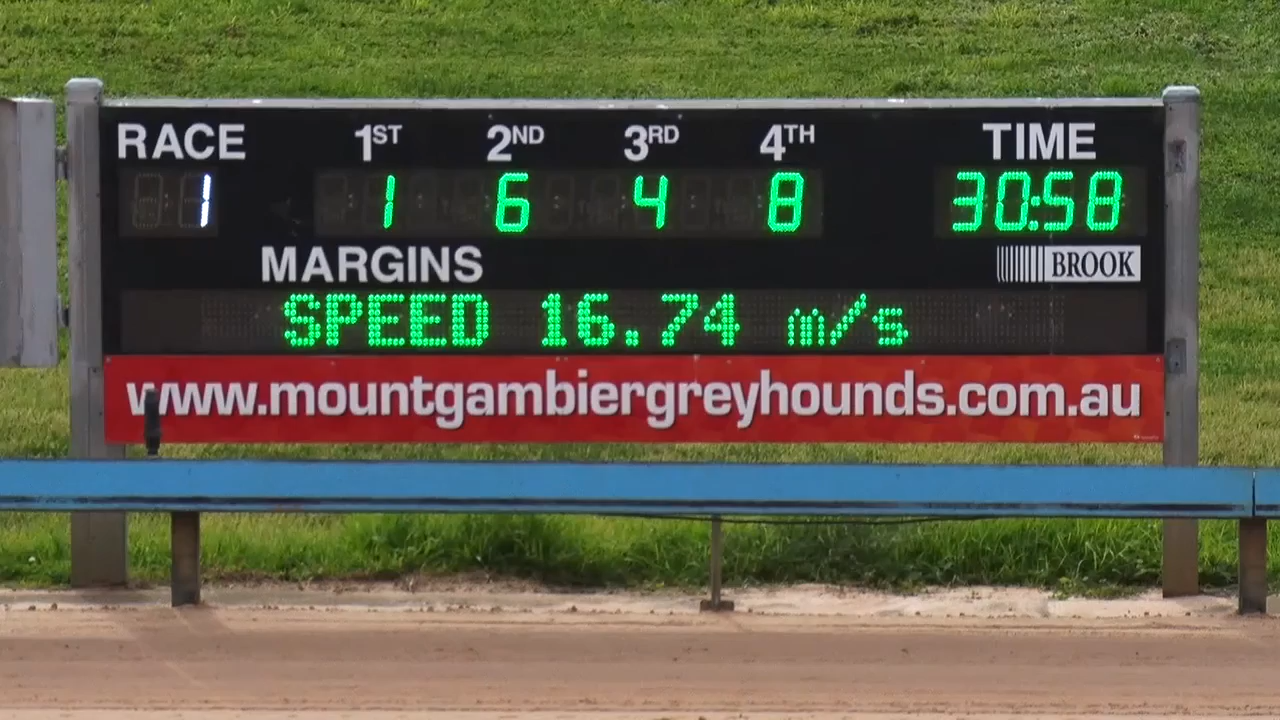 RACE 1ST 2ND 3RD 4TH TIME
1 1 6 4 8 30:58
MARGINS BROOK
SPEED 16.74 m/s
www.mountgambiergreyhounds.com.au